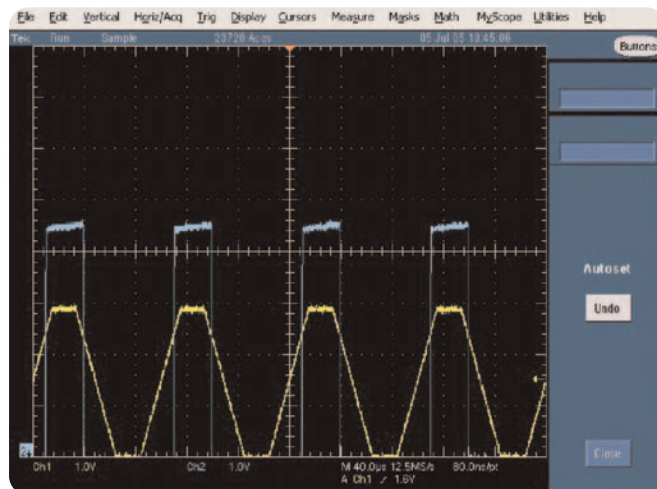 File Edit Vertical Horiz/Acq Trig Display Cursors Measure Masks Math MyScope Utilities Help
Tek Run Sample 23720 Acqs 05 Jul 05 10:45:06
Buttons
Autoset
Undo
Close
Ch1 1.0V Ch2 1.0V M 40.0µs 12.5MS/s 80.0ns/pt
A Ch1 1.6V